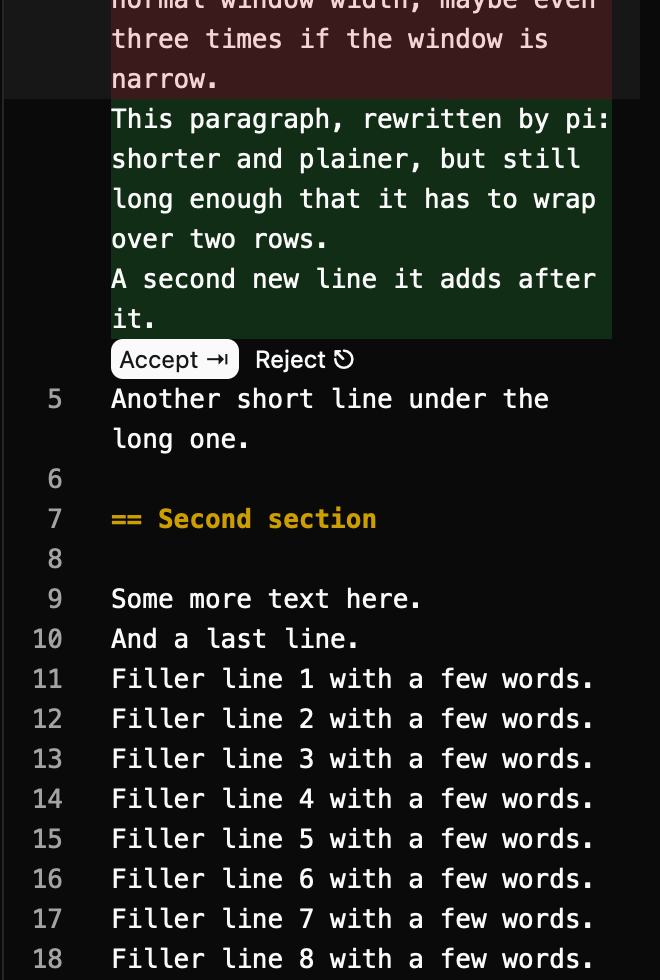 normal window width, maybe even
three times if the window is
narrow.
This paragraph, rewritten by pi:
shorter and plainer, but still
long enough that it has to wrap
over two rows.
A second new line it adds after
it.
Accept ⇥ Reject ⎋
5 Another short line under the
long one.
6
7 == Second section
8
9 Some more text here.
10 And a last line.
11 Filler line 1 with a few words.
12 Filler line 2 with a few words.
13 Filler line 3 with a few words.
14 Filler line 4 with a few words.
15 Filler line 5 with a few words.
16 Filler line 6 with a few words.
17 Filler line 7 with a few words.
18 Filler line 8 with a few words.